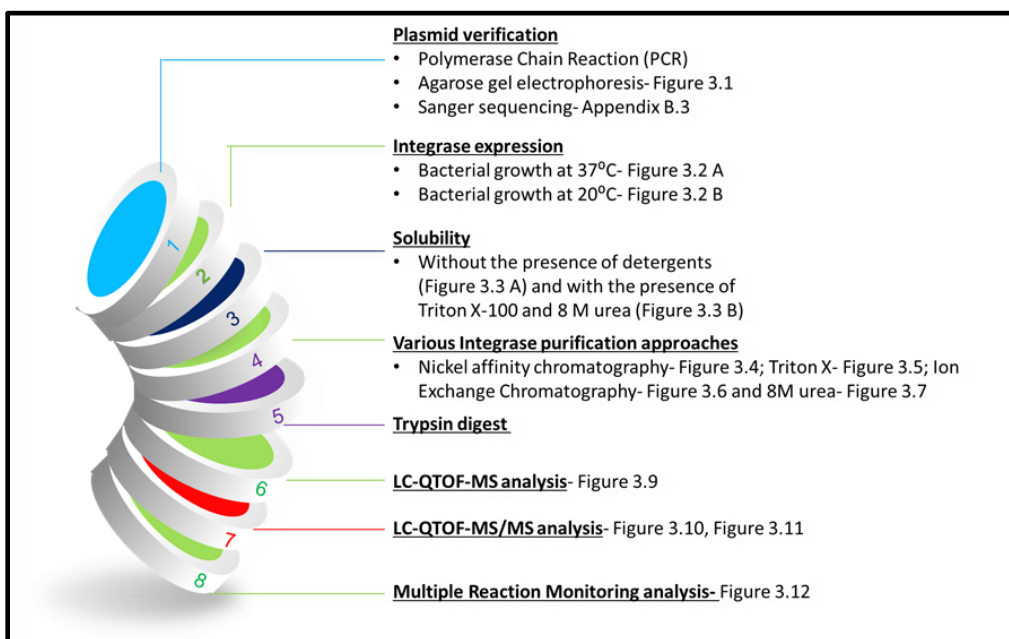 Plasmid verification
• Polymerase Chain Reaction (PCR)
• Agarose gel electrophoresis- Figure 3.1
• Sanger sequencing- Appendix B.3
Integrase expression
• Bacterial growth at 37⁰C- Figure 3.2 A
• Bacterial growth at 20⁰C- Figure 3.2 B
Solubility
• Without the presence of detergents
(Figure 3.3 A) and with the presence of
Triton X-100 and 8 M urea (Figure 3.3 B)
Various Integrase purification approaches
• Nickel affinity chromatography- Figure 3.4; Triton X- Figure 3.5; Ion
Exchange Chromatography- Figure 3.6 and 8M urea- Figure 3.7
Trypsin digest
LC-QTOF-MS analysis- Figure 3.9
LC-QTOF-MS/MS analysis- Figure 3.10, Figure 3.11
Multiple Reaction Monitoring analysis- Figure 3.12
1
2
3
4
5
6
7
8